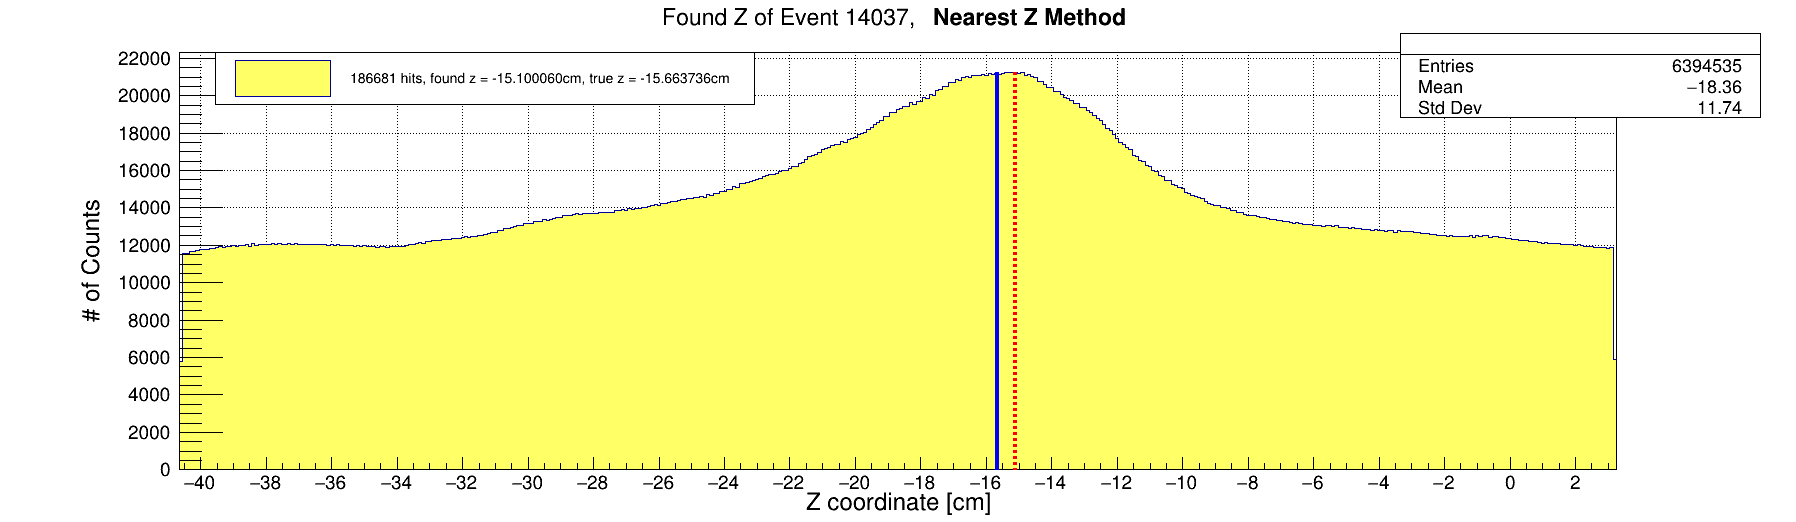 Found Z of Event 14037, Nearest Z Method
186681 hits, found z = -15.100060cm, true z = -15.663736cm
Entries 6394535
Mean −18.36
Std Dev 11.74
# of Counts
22000
20000
18000
16000
14000
12000
10000
8000
6000
4000
2000
0
−40 −38 −36 −34 −32 −30 −28 −26 −24 −22 −20 −18 −16 −14 −12 −10 −8 −6 −4 −2 0 2
Z coordinate [cm]